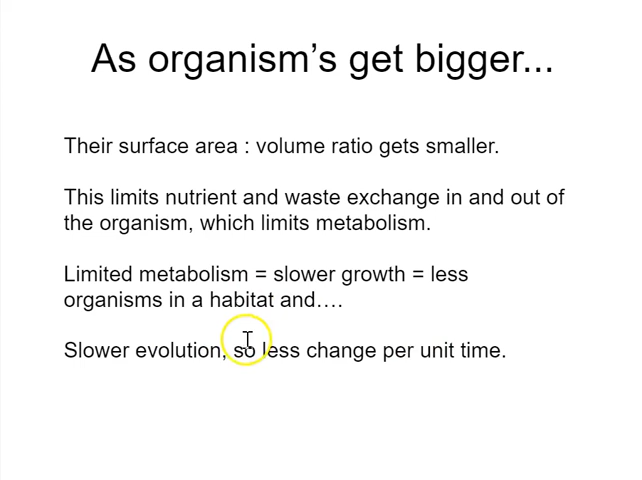 As organism's get bigger...
Their surface area : volume ratio gets smaller.
This limits nutrient and waste exchange in and out of
the organism, which limits metabolism.
Limited metabolism = slower growth = less
organisms in a habitat and….
Slower evolution, so less change per unit time.